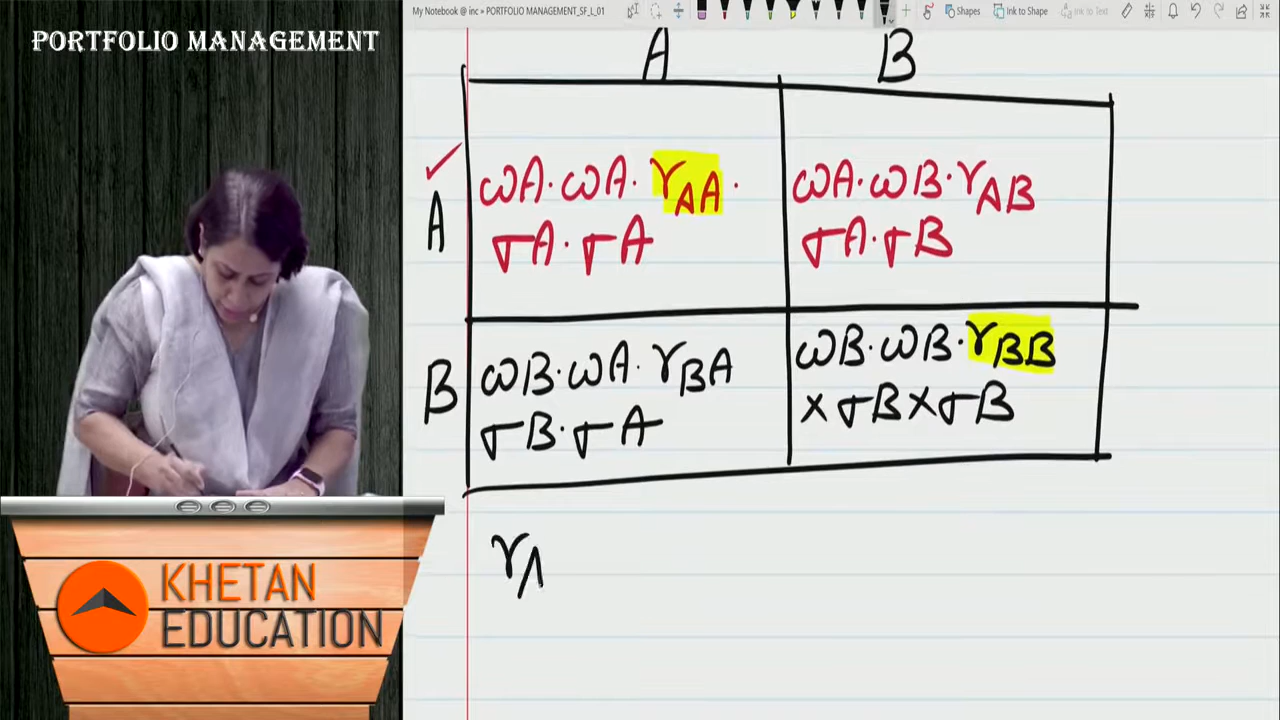 PORTFOLIO MANAGEMENT
My Notebook @ inc » PORTFOLIO MANAGEMENT_SF_L_01
Shapes
Ink to Shape
Ink to Text
A B
✓
A
ωA·ωA·rAA·
σA·σA
ωA·ωB·rAB
σA·σB
B
ωB·ωA·rBA
σB·σA
ωB·ωB·rBB
×σB×σB
rA
KHETAN
EDUCATION